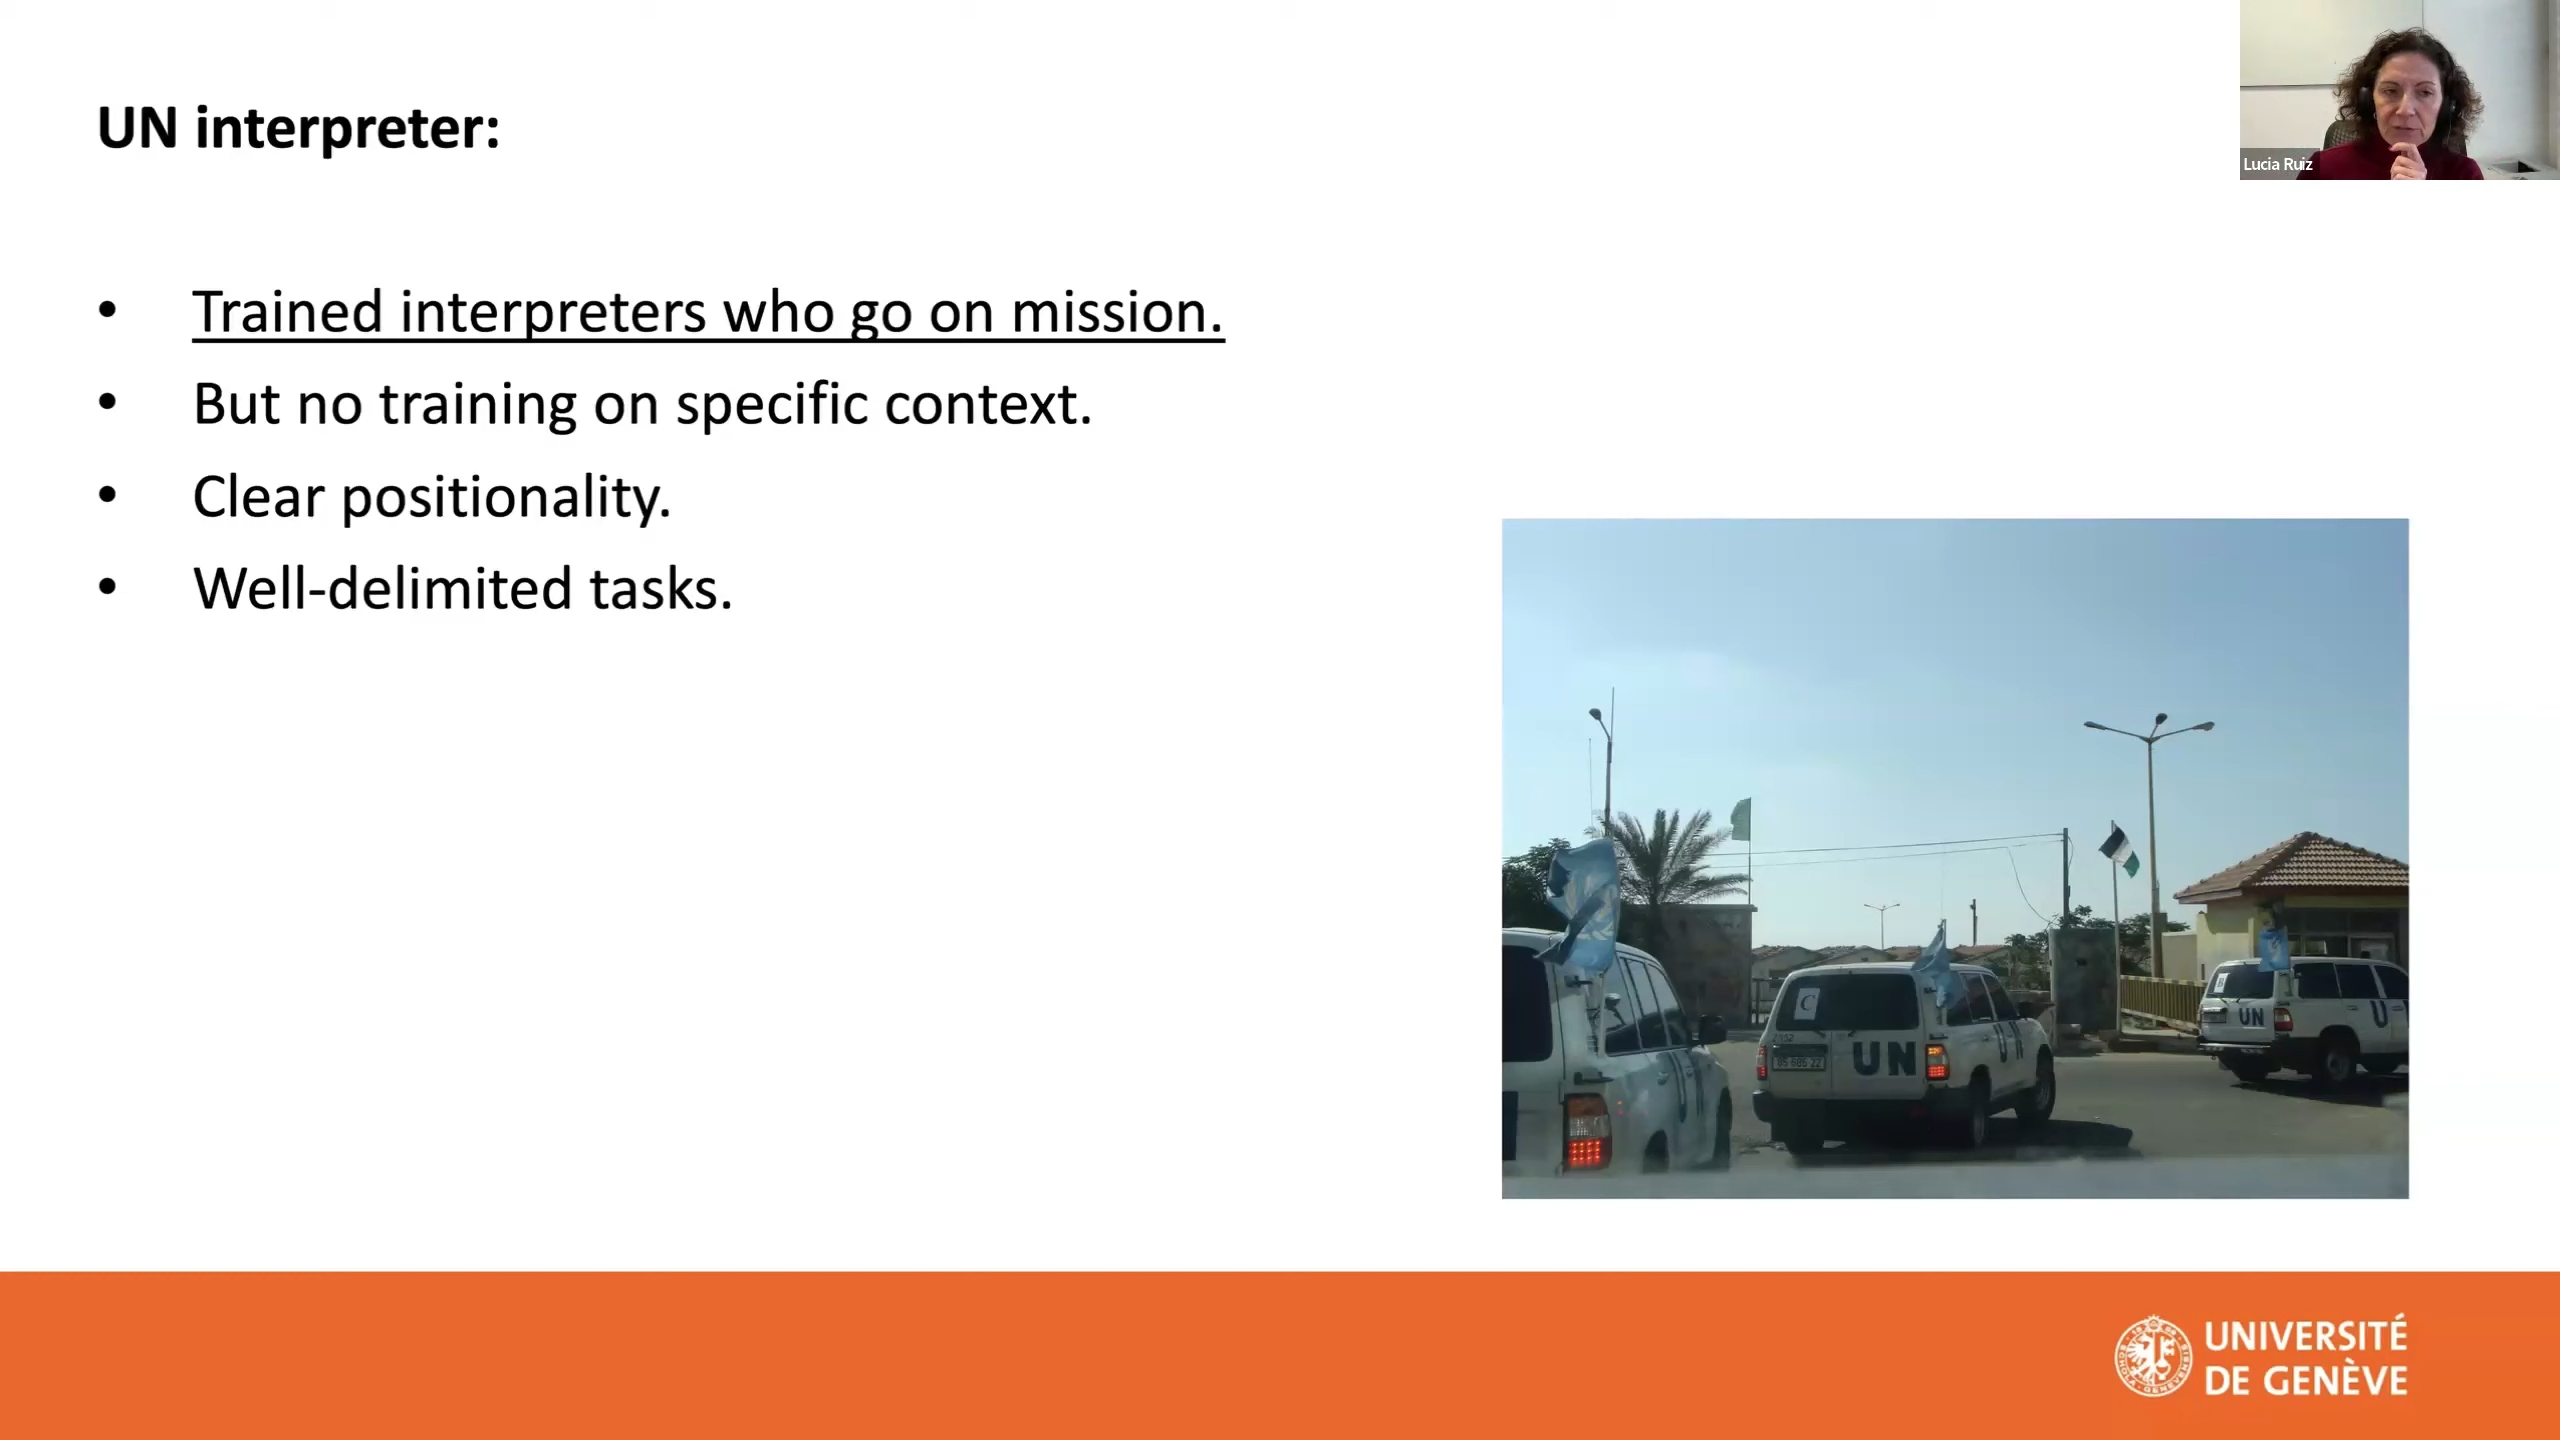 UN interpreter:
Lucia Ruiz
• Trained interpreters who go on mission.
• But no training on specific context.
• Clear positionality.
• Well-delimited tasks.
C
UN
UN
UN
U
UNIVERSITÉ
DE GENÈVE